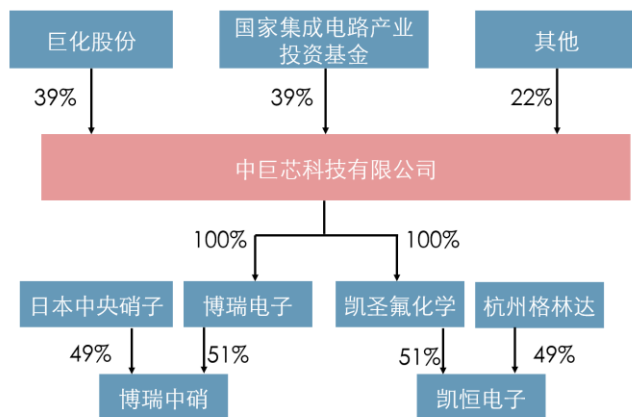 巨化股份
国家集成电路产业
投资基金
其他
39%
39%
22%
中巨芯科技有限公司
100%
100%
日本中央硝子
博瑞电子
凯圣氟化学
杭州格林达
49%
51%
51%
49%
博瑞中硝
凯恒电子